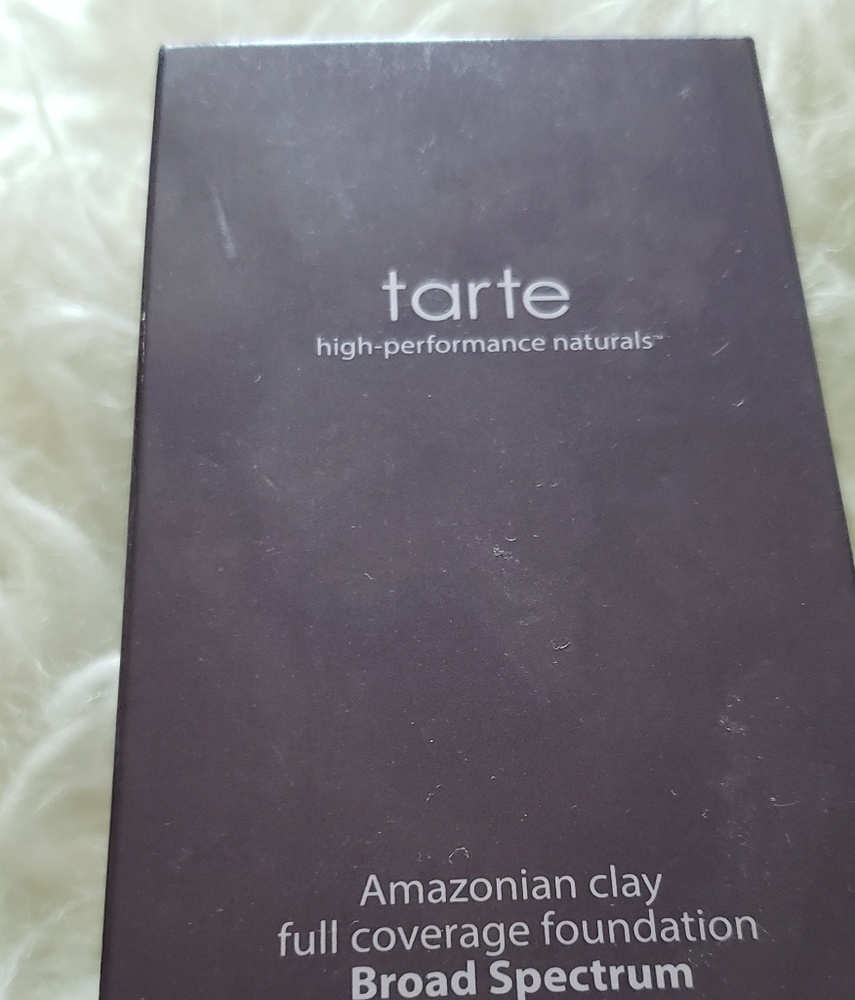 tarte
high-performance naturals™
Amazonian clay
full coverage foundation
Broad Spectrum